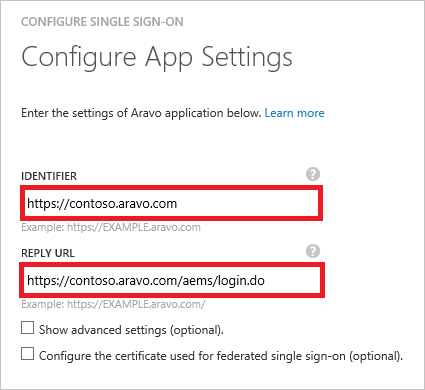 CONFIGURE SINGLE SIGN-ON
Configure App Settings
Enter the settings of Aravo application below. Learn more
IDENTIFIER ?
https://contoso.aravo.com
Example: https://EXAMPLE.aravo.com
REPLY URL ?
https://contoso.aravo.com/aems/login.do
Example: https://EXAMPLE.aravo.com/
Show advanced settings (optional).
Configure the certificate used for federated single sign-on (optional).